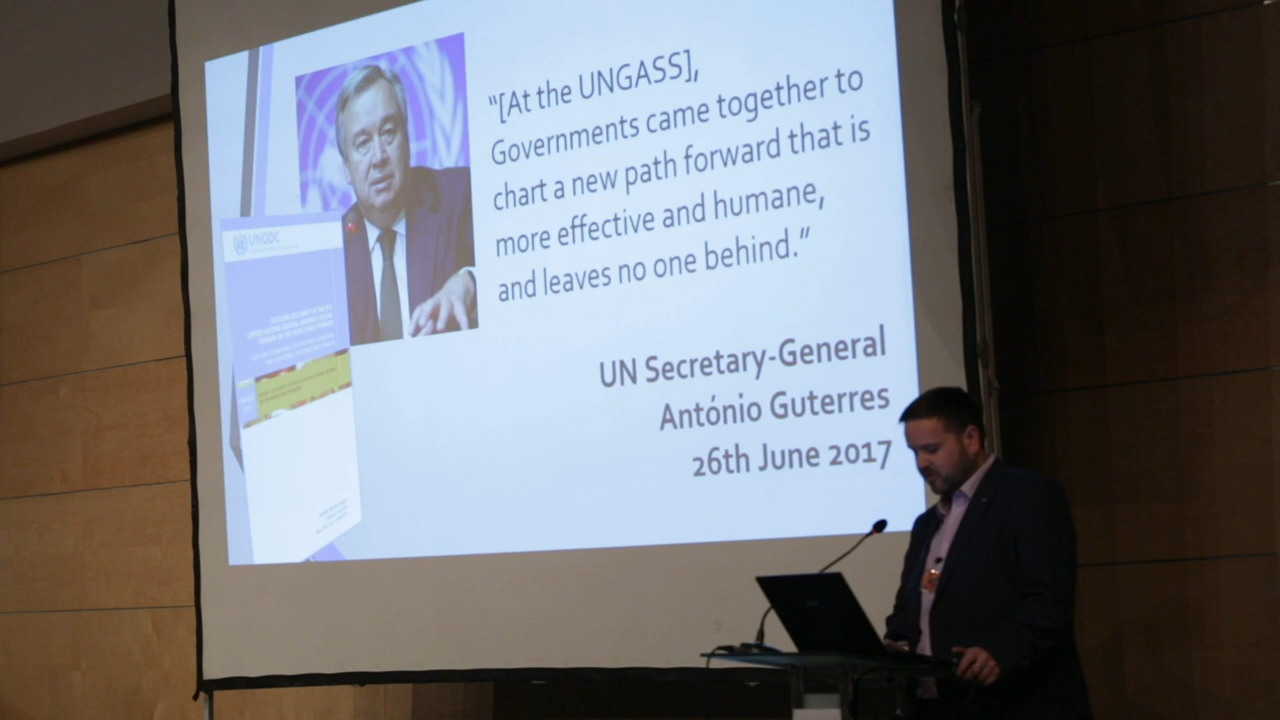 "[At the UNGASS],
Governments came together to
chart a new path forward that is
more effective and humane,
and leaves no one behind."
UN Secretary-General
António Guterres
26th June 2017
UNODC